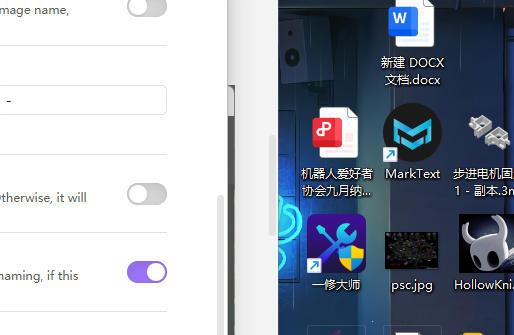 mage name,
-
therwise, it will
naming, if this
新建 DOCX
文档.docx
机器人爱好者
协会九月纳...
MarkText
步进电机固
1 - 副本.3m
一修大师
psc.jpg
HollowKni.